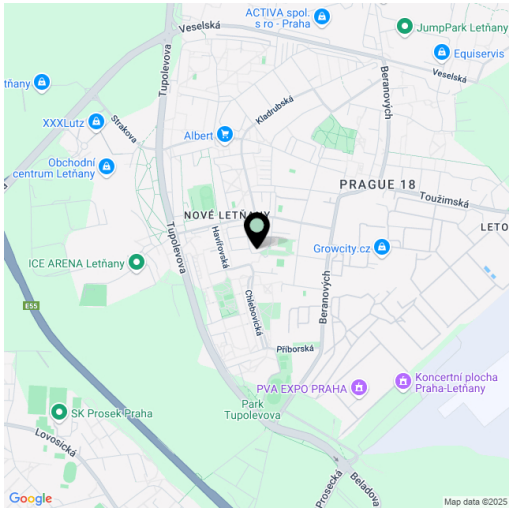 ACTIVA spol.
s ro - Praha
JumpPark Letňany
Veselská
Equiservis
Veselská
Tupolevova
Beranových
tňany
Kladrubská
XXXLutz
Strakova
Albert
Obchodní
centrum Letňany
PRAGUE 18
Toužimská
NOVÉ LETŇANY
LETO
Tupolevova
Havířovská
Growcity.cz
ICE ARENA Letňany
Beranových
Chlebovická
E55
Příborská
PVA EXPO PRAHA
Koncertní plocha
Praha-Letňany
Park
Tupolevova
SK Prosek Praha
Lovosická
Prosecká
Beladova
Google
Map data ©2025